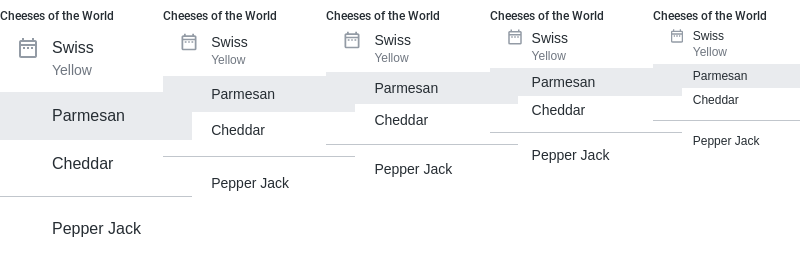 Cheeses of the World
Swiss
Yellow
Parmesan
Cheddar
Pepper Jack
Cheeses of the World
Swiss
Yellow
Parmesan
Cheddar
Pepper Jack
Cheeses of the World
Swiss
Yellow
Parmesan
Cheddar
Pepper Jack
Cheeses of the World
Swiss
Yellow
Parmesan
Cheddar
Pepper Jack
Cheeses of the World
Swiss
Yellow
Parmesan
Cheddar
Pepper Jack